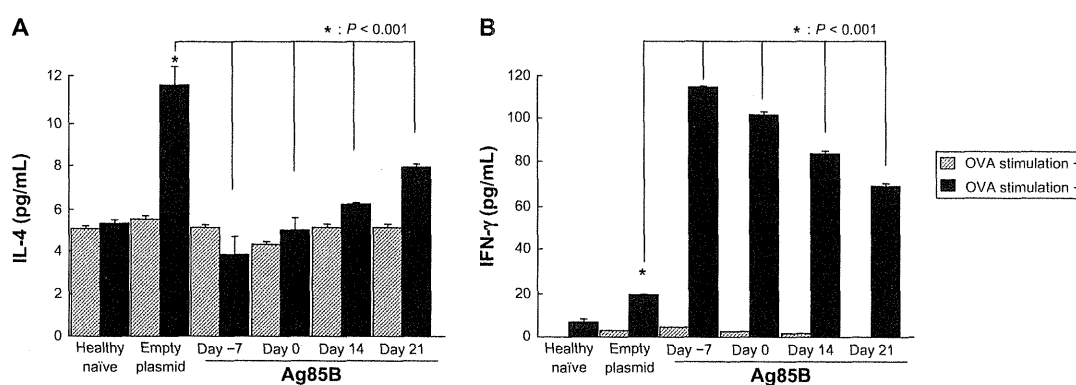 A
* : P < 0.001
*
12
10
8
6
4
2
0
IL-4 (pg/mL)
Healthy naïve
Empty plasmid
Day −7
Day 0
Day 14
Day 21
Ag85B
B
* : P < 0.001
*
120
100
80
60
40
20
0
IFN-γ (pg/mL)
Healthy naïve
Empty plasmid
Day −7
Day 0
Day 14
Day 21
Ag85B
OVA stimulation
OVA stimulation